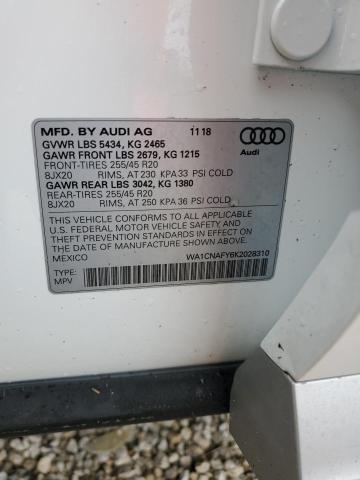 MFD. BY AUDI AG 11 18
GVWR LBS 5434, KG 2465
GAWR FRONT LBS 2679, KG 1215
FRONT-TIRES 255/45 R20
8JX20 RIMS, AT 230 KPA 33 PSI COLD
GAWR REAR LBS 3042, KG 1380
REAR-TIRES 255/45 R20
8JX20 RIMS, AT 250 KPA 36 PSI COLD
Audi
THIS VEHICLE CONFORMS TO ALL APPLICABLE
U.S. FEDERAL MOTOR VEHICLE SAFETY AND
THEFT PREVENTION STANDARDS IN EFFECT ON
THE DATE OF MANUFACTURE SHOWN ABOVE.
MEXICO WA1CNAFY6K2028310
TYPE:
MPV